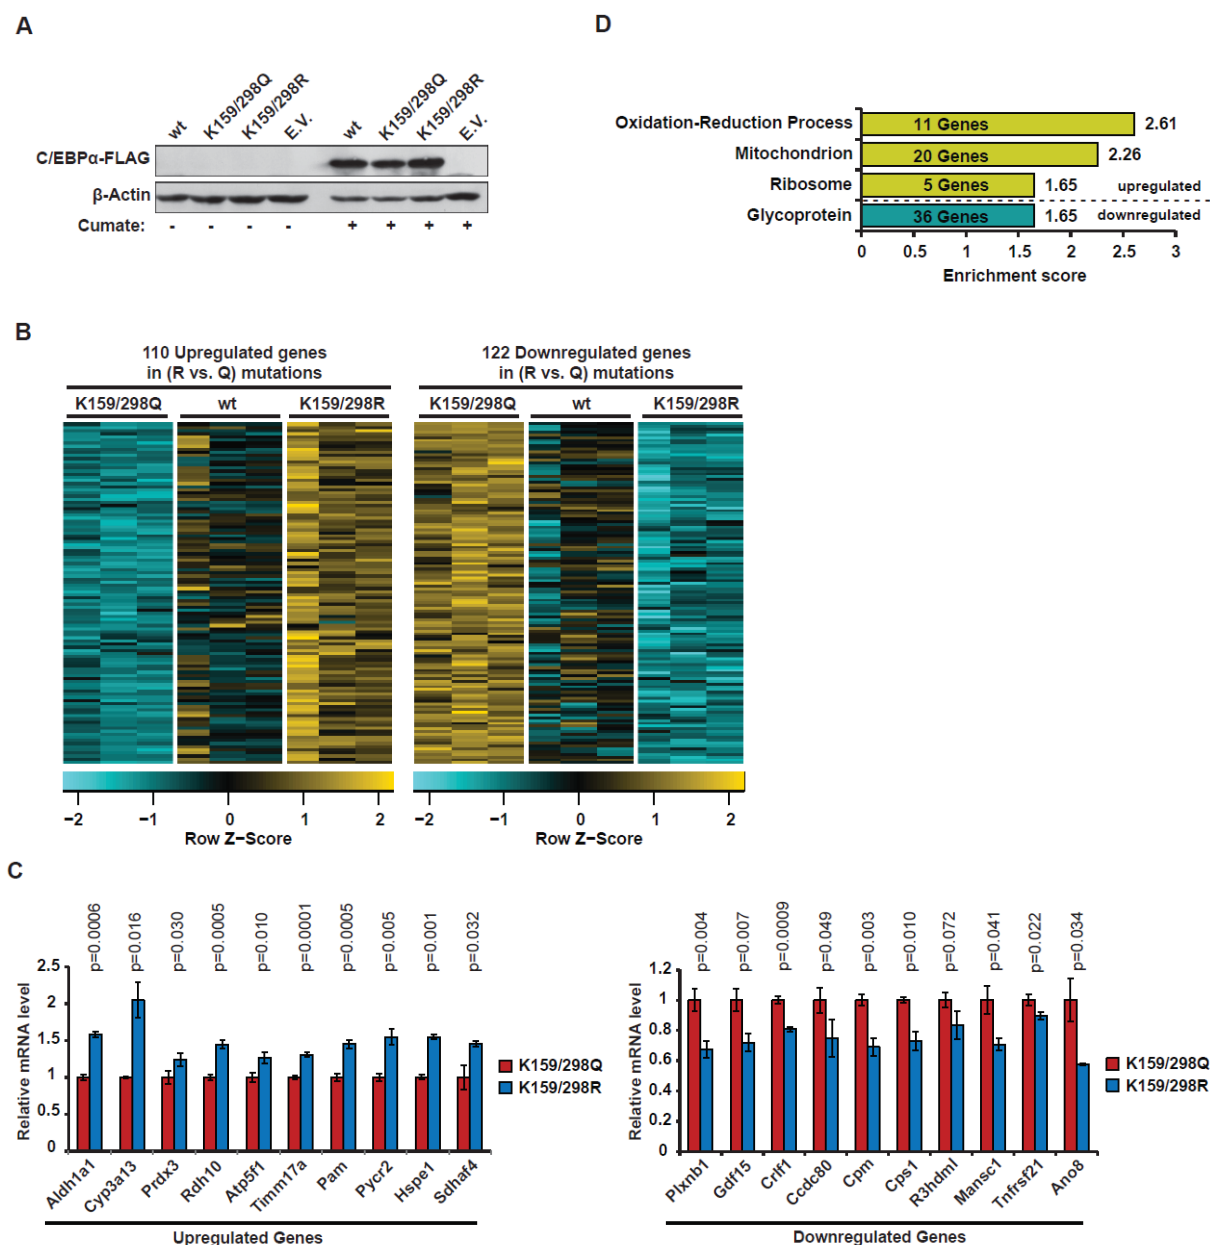 A
wt
K159/298Q
K159/298R
E.V.
wt
K159/298Q
K159/298R
E.V.
C/EBPα-FLAG
β-Actin
Cumate: - - - - + + + +
D
Oxidation-Reduction Process 11 Genes 2.61
Mitochondrion 20 Genes 2.26
Ribosome 5 Genes 1.65 upregulated
Glycoprotein 36 Genes 1.65 downregulated
0 0.5 1 1.5 2 2.5 3
Enrichment score
B
110 Upregulated genes
in (R vs. Q) mutations
K159/298Q wt K159/298R
−2 −1 0 1 2
Row Z−Score
122 Downregulated genes
in (R vs. Q) mutations
K159/298Q wt K159/298R
−2 −1 0 1 2
Row Z−Score
C
p=0.0006
p=0.016
p=0.030
p=0.0005
p=0.010
p=0.0001
p=0.0005
p=0.005
p=0.001
p=0.032
Relative mRNA level
2.5
2
1.5
1
0.5
0
K159/298Q
K159/298R
Aldh1a1
Cyp3a13
Prdx3
Rdh10
Atp5f1
Timm17a
Pam
Pycr2
Hspe1
Sdhaf4
Upregulated Genes
p=0.004
p=0.007
p=0.0009
p=0.049
p=0.003
p=0.010
p=0.072
p=0.041
p=0.022
p=0.034
Relative mRNA level
1.2
1
0.8
0.6
0.4
0.2
0
K159/298Q
K159/298R
Plxnb1
Gdf15
Crlf1
Ccdc80
Cpm
Cps1
R3hdml
Mansc1
Tnfrsf21
Ano8
Downregulated Genes